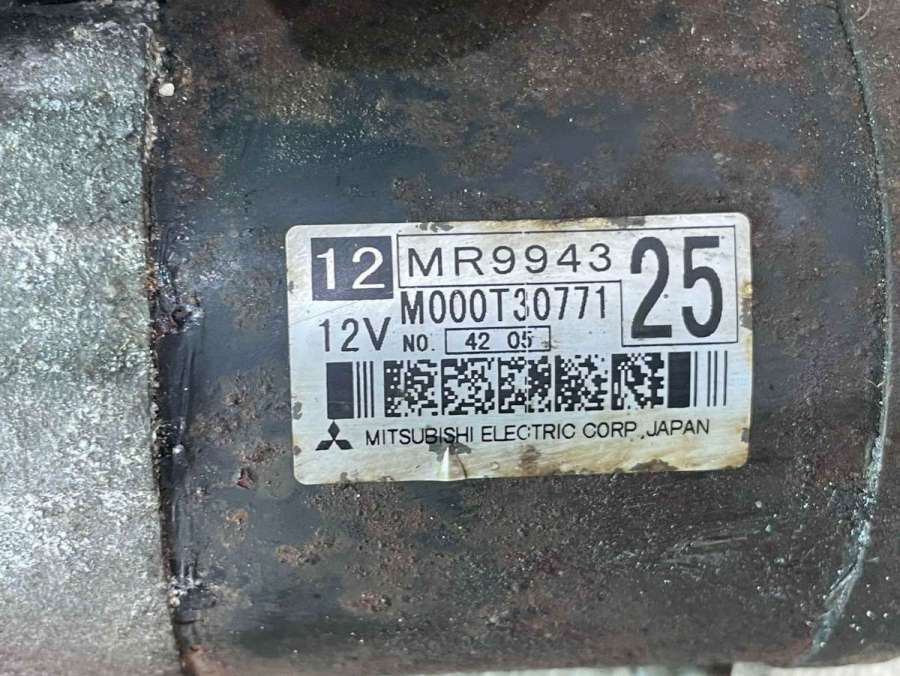 12 MR9943 25
M000T30771
12V NO. 42 05
MITSUBISHI ELECTRIC CORP. JAPAN